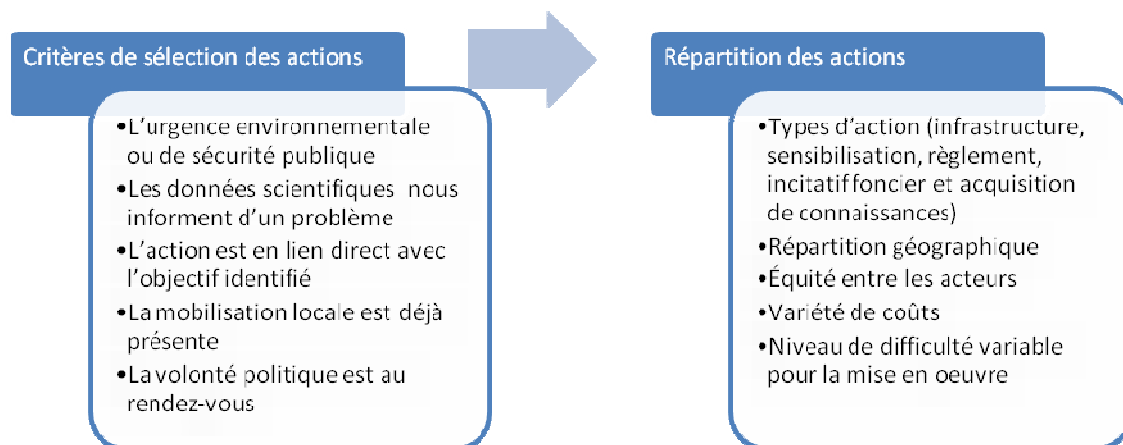 Critères de sélection des actions
•L'urgence environnementale
ou de sécurité publique
•Les données scientifiques nous
informent d'un problème
•L'action est en lien direct avec
l'objectif identifié
•La mobilisation locale est déjà
présente
•La volonté politique est au
rendez-vous
Répartition des actions
•Types d'action (infrastructure,
sensibilisation, règlement,
incitatif foncier et acquisition
de connaissances)
•Répartition géographique
•Équité entre les acteurs
•Variété de coûts
•Niveau de difficulté variable
pour la mise en oeuvre